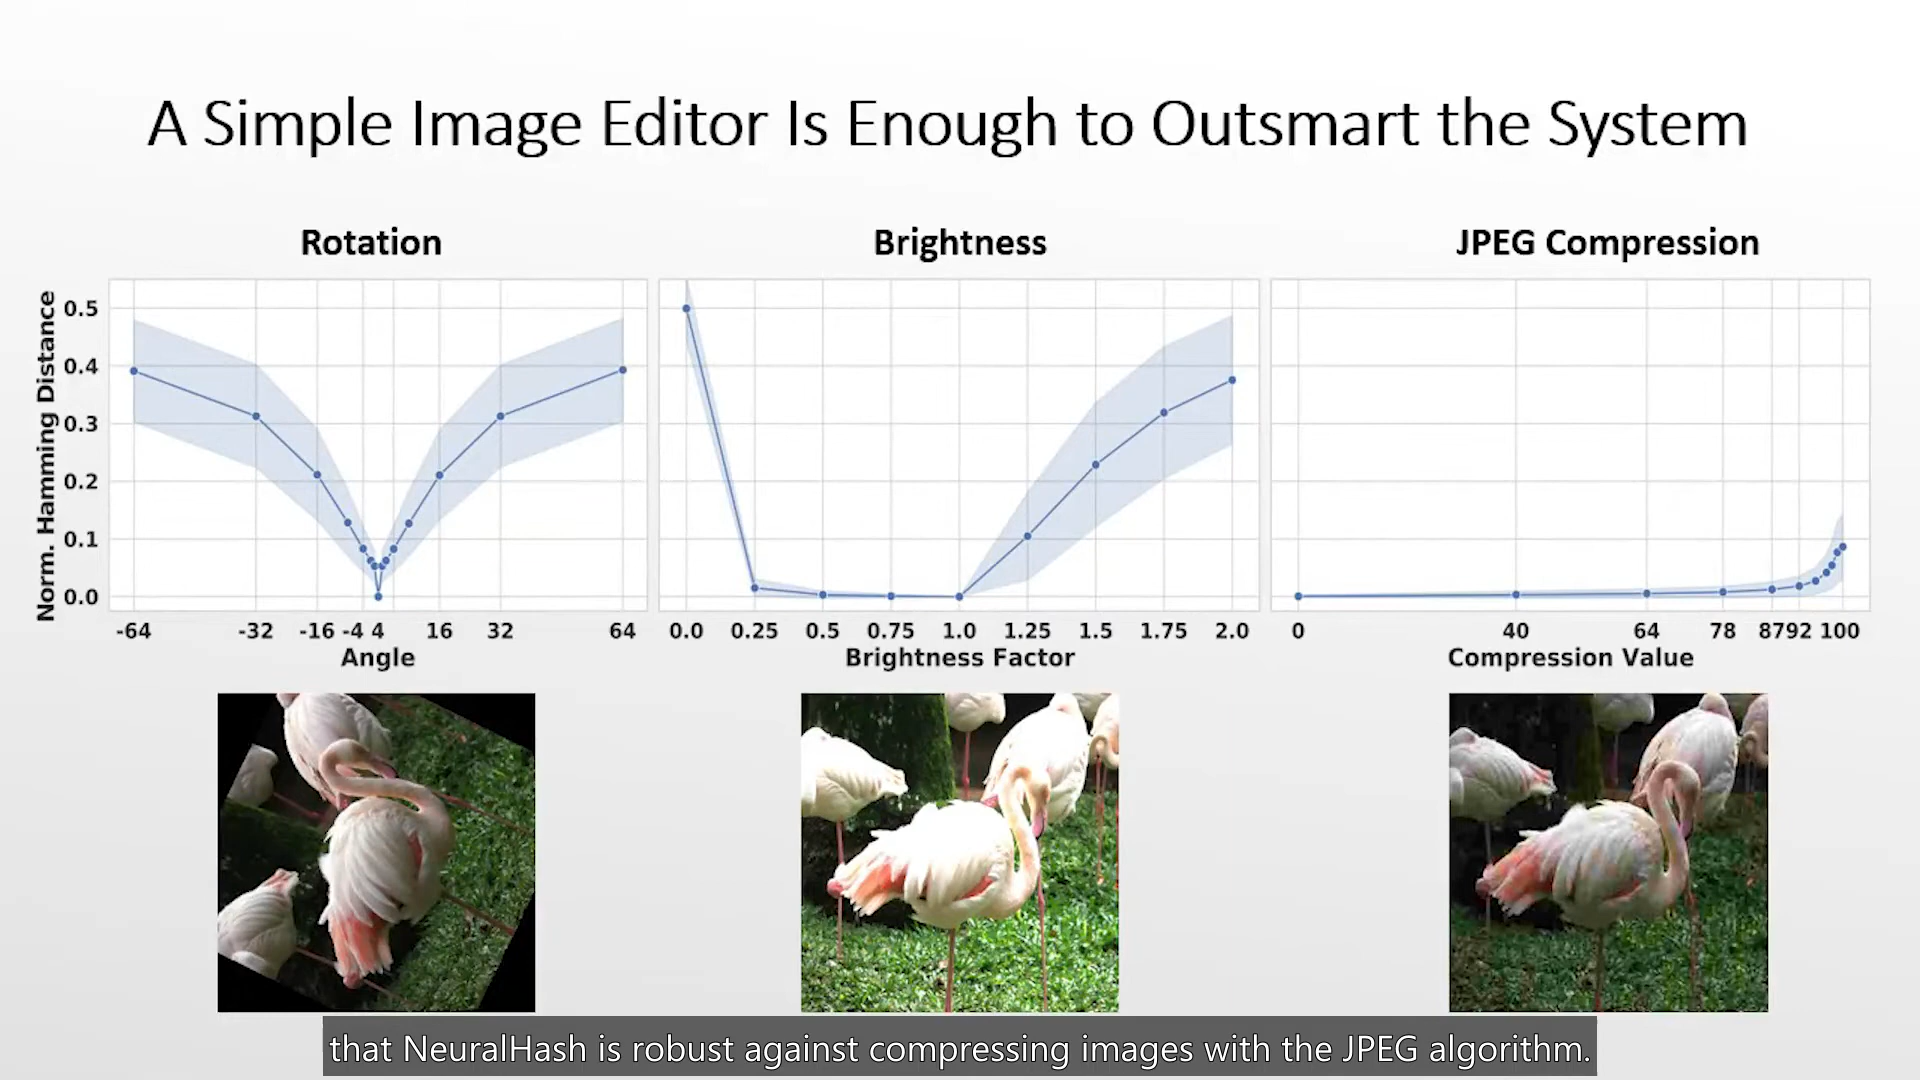 A Simple Image Editor Is Enough to Outsmart the System
Rotation
Brightness
JPEG Compression
Norm. Hamming Distance
0.5
0.4
0.3
0.2
0.1
0.0
-64 -32 -16 -4 4 16 32 64
Angle
0.0 0.25 0.5 0.75 1.0 1.25 1.5 1.75 2.0
Brightness Factor
0 40 64 78 87 92 100
Compression Value
that NeuralHash is robust against compressing images with the JPEG algorithm.